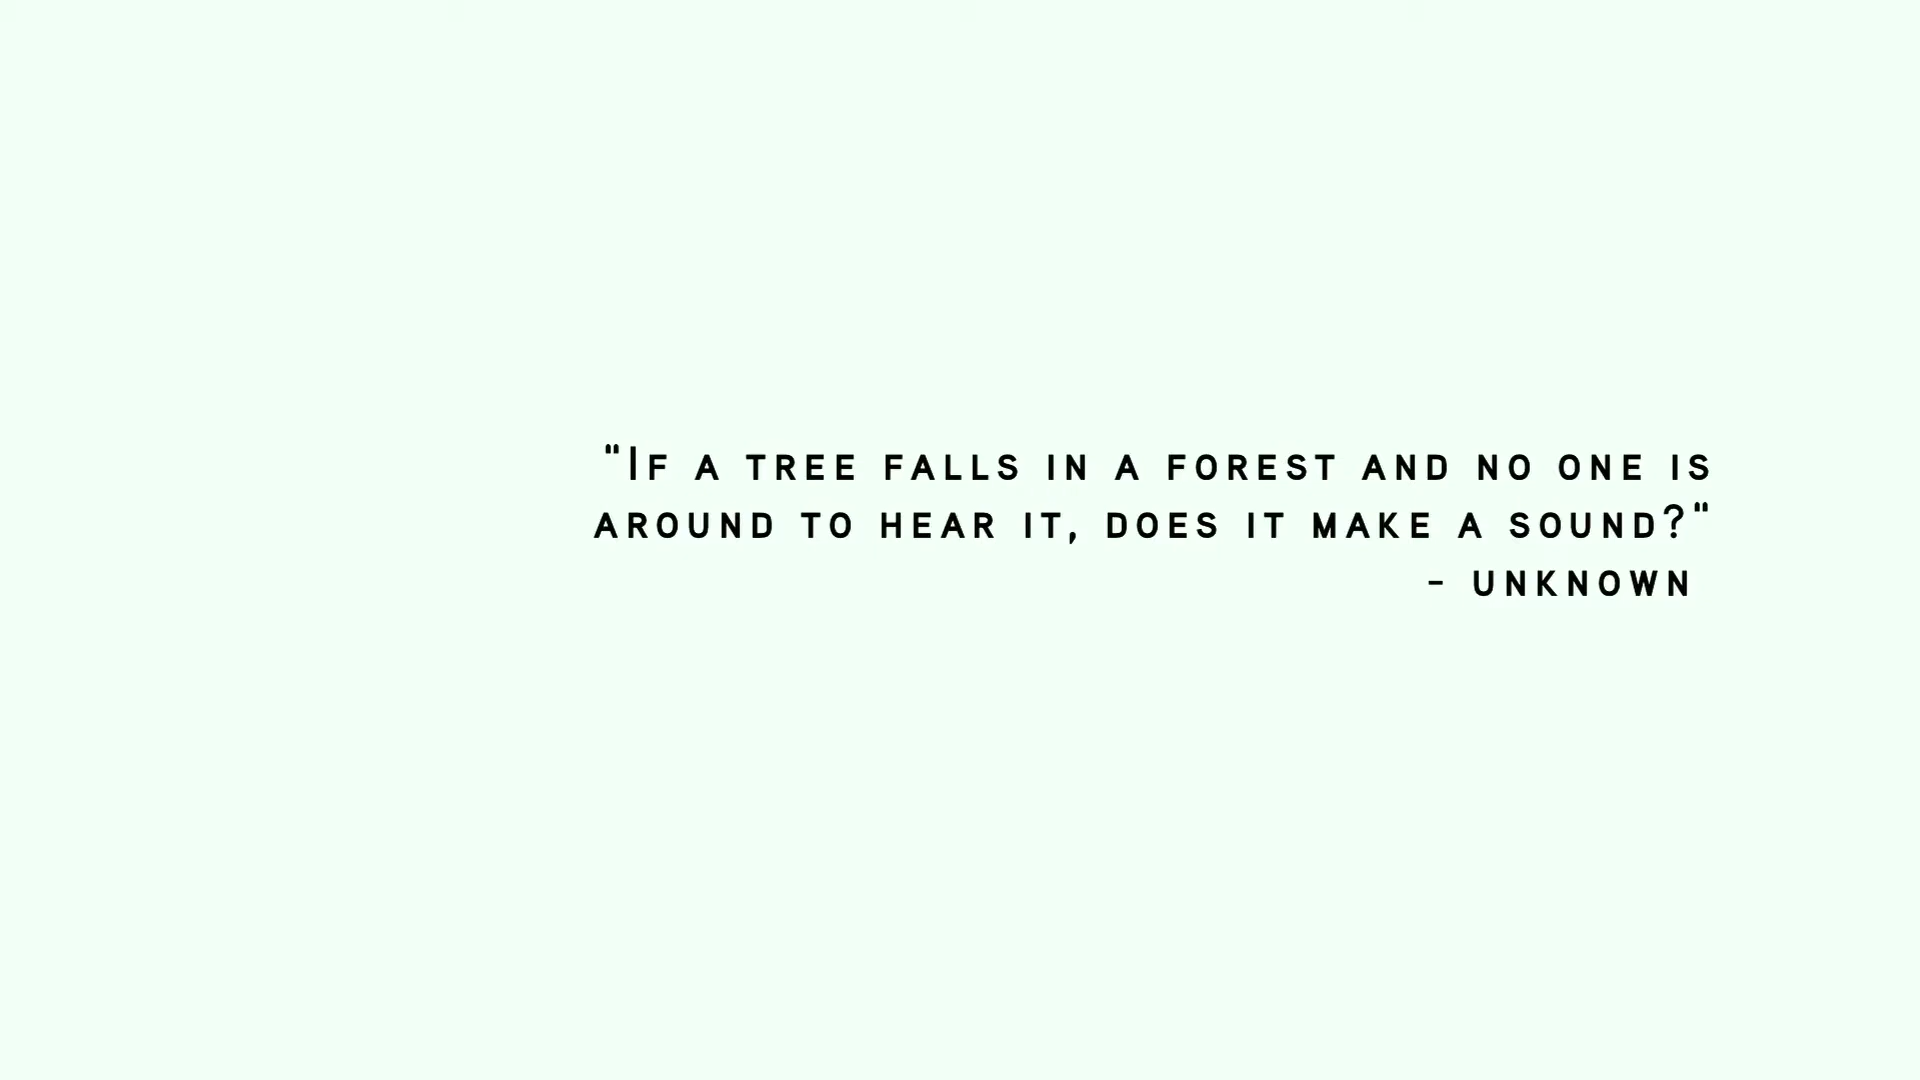 "If a tree falls in a forest and no one is
around to hear it, does it make a sound?"
- unknown